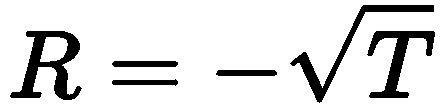 R = −√T